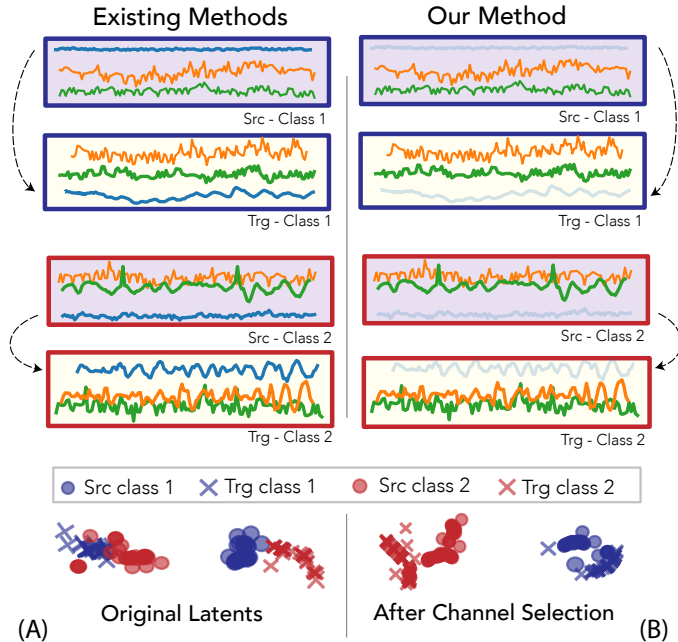 Existing Methods
Our Method
Src - Class 1
Src - Class 1
Trg - Class 1
Trg - Class 1
Src - Class 2
Src - Class 2
Trg - Class 2
Trg - Class 2
Src class 1 Trg class 1 Src class 2 Trg class 2
Original Latents
After Channel Selection
(A)
(B)